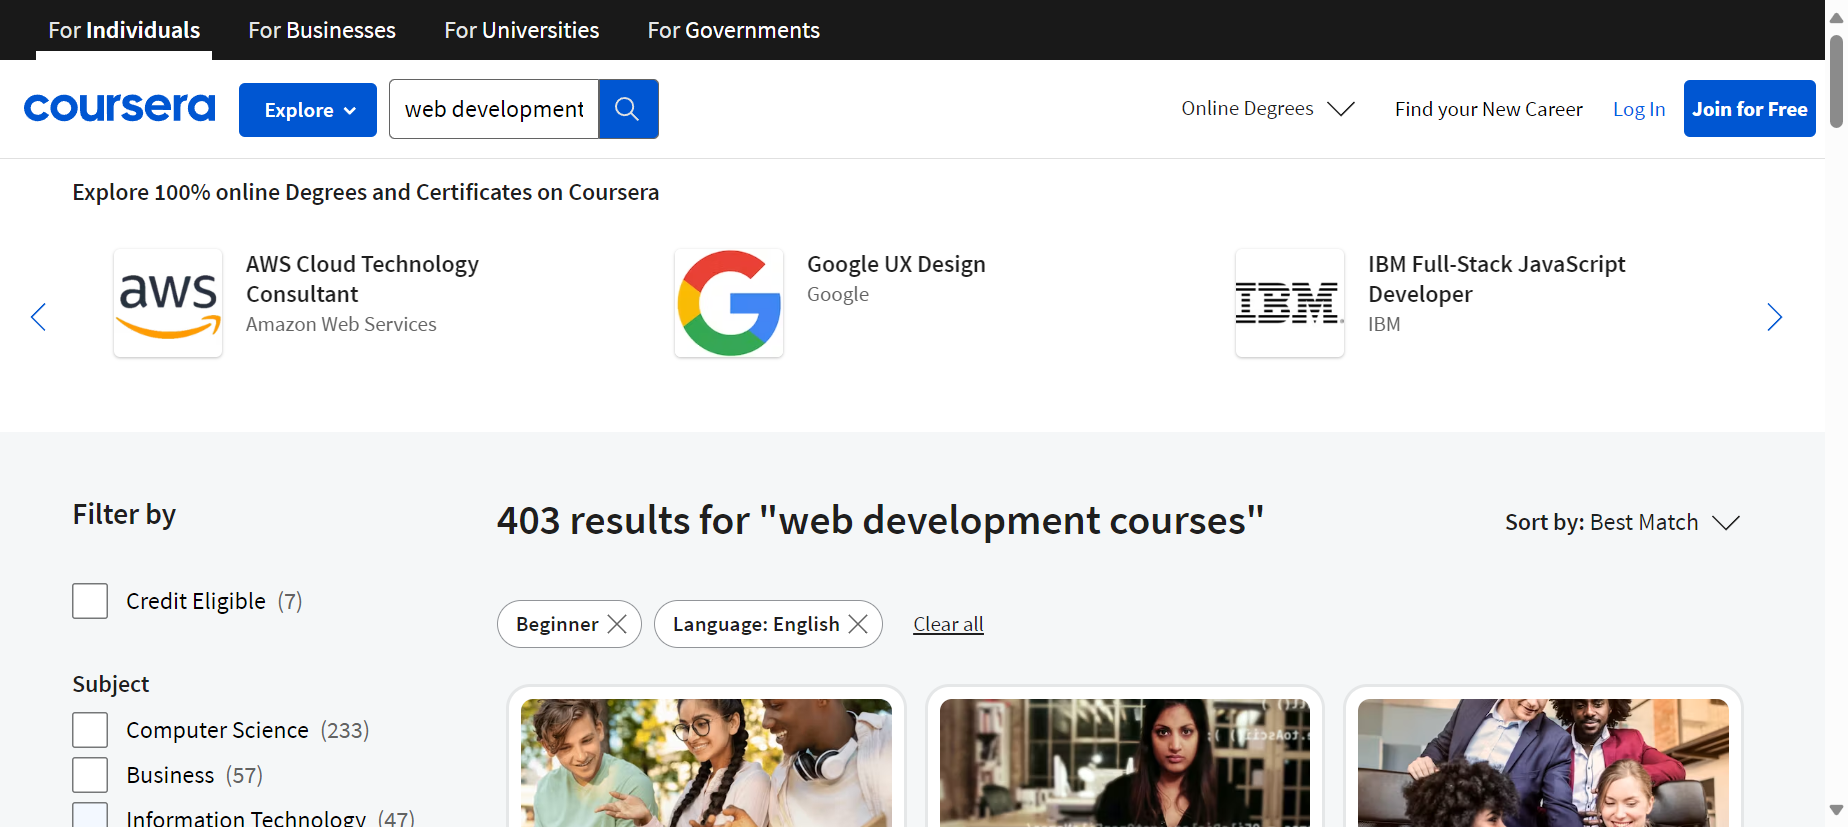 For Individuals
For Businesses
For Universities
For Governments
coursera
Explore
web development
Online Degrees
Find your New Career
Log In
Join for Free
Explore 100% online Degrees and Certificates on Coursera
aws
AWS Cloud Technology
Consultant
Amazon Web Services
Google UX Design
Google
IBM
IBM Full-Stack JavaScript
Developer
IBM
Filter by
403 results for "web development courses"
Sort by: Best Match
Credit Eligible (7)
Beginner
Language: English
Clear all
Subject
Computer Science (233)
Business (57)
Information Technology (47)